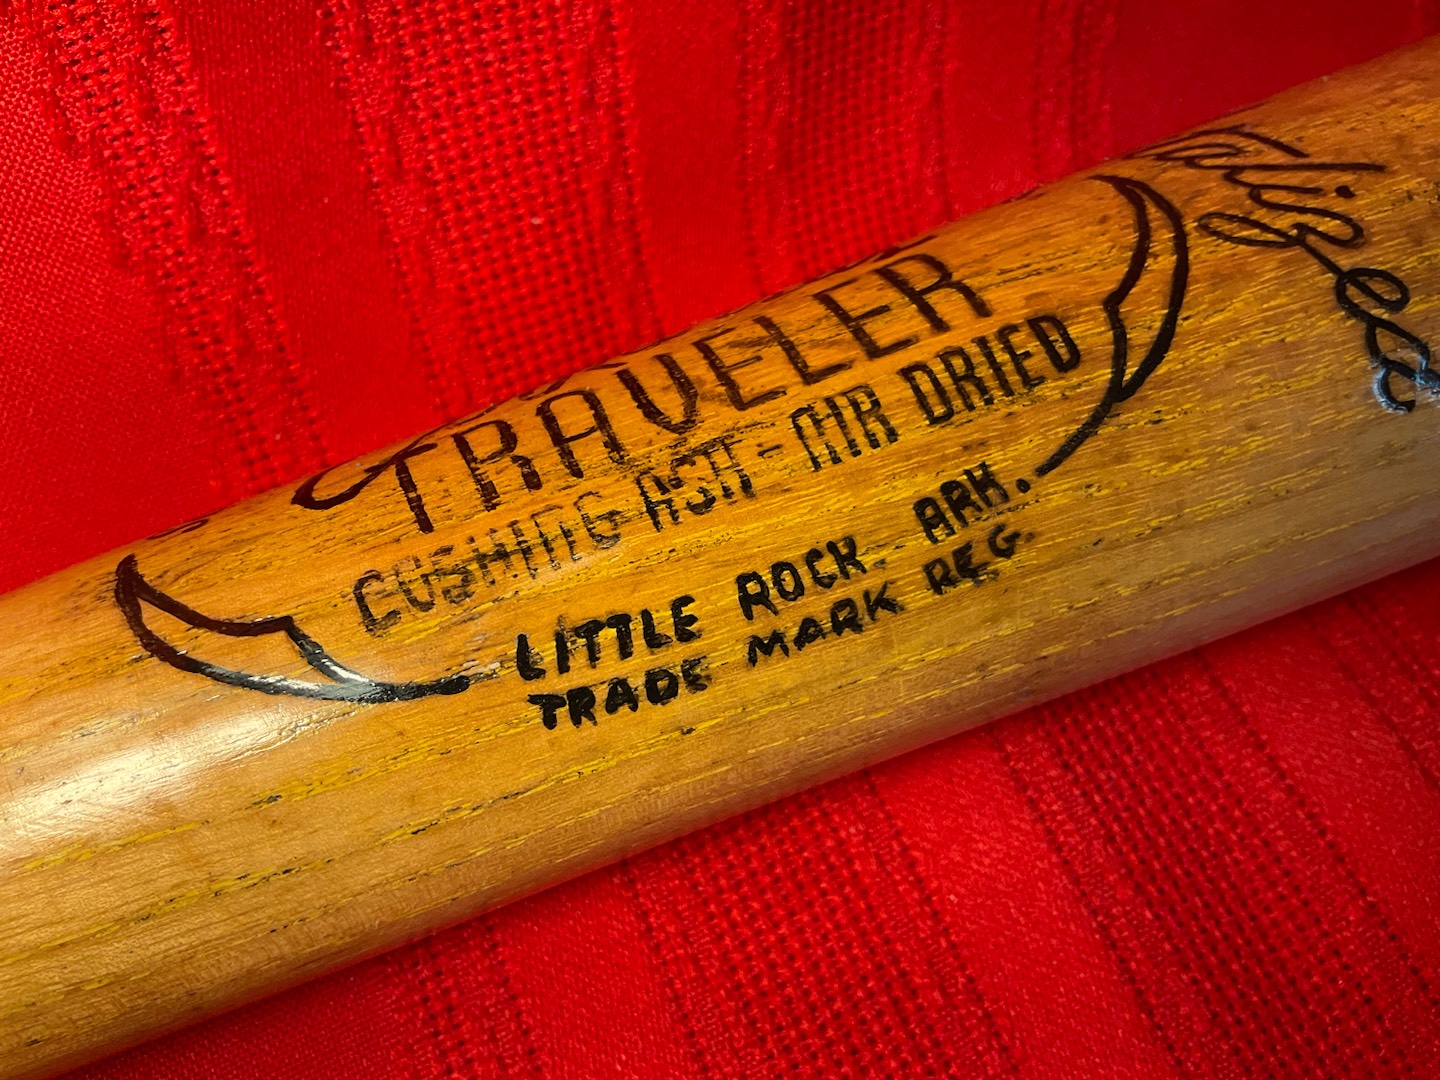 TRAVELER
CUSHING ASH - AIR DRIED
LITTLE ROCK, ARK.
TRADE MARK REG.